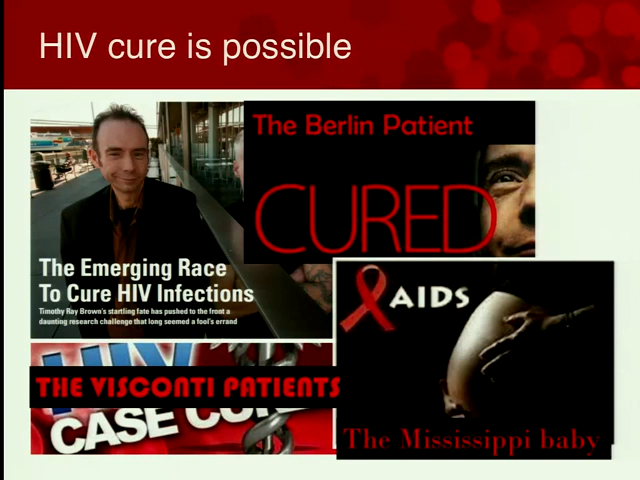 HIV cure is possible
The Berlin Patient
CURED
The Emerging Race
To Cure HIV Infections
Timothy Ray Brown's startling fate has pushed to the front a
daunting research challenge that long seemed a fool's errand
AIDS
HIV
THE VISCONTI PATIENTS
CASE
The Mississippi baby